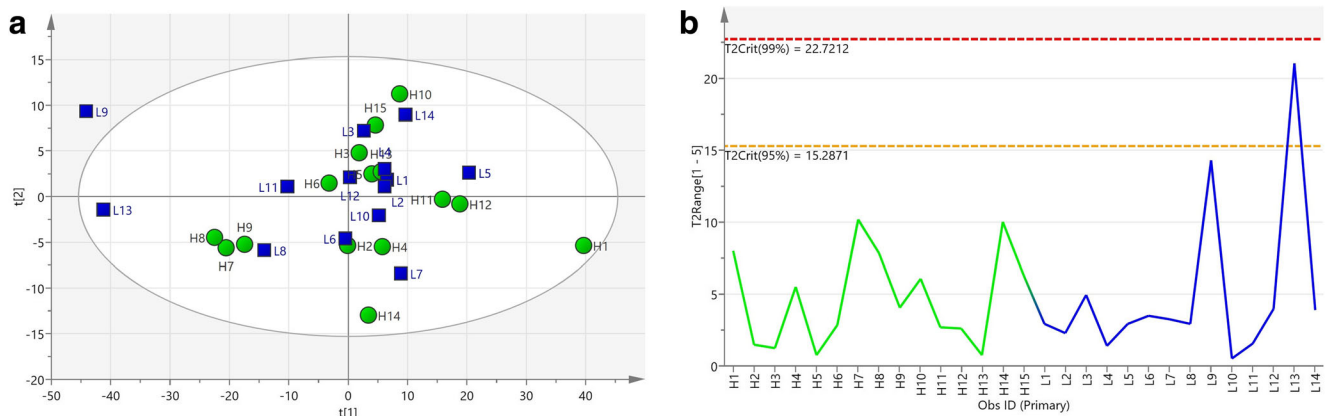 a
15
10
5
0
-5
-10
-15
-20
t[2]
-50
-40
-30
-20
-10
0
10
20
30
40
t[1]
H10
L14
H15
L3
L9
H3
H13
L4
L5
L1
H6
L11
L12
L2
H11
H12
L13
L10
H8
H9
L6
H2
H4
H1
H7
L8
L7
H14
b
T2Crit(99%) = 22.7212
T2Crit(95%) = 15.2871
T2Range[1 - 5]
20
15
10
5
0
H1
H2
H3
H4
H5
H6
H7
H8
H9
H10
H11
H12
H13
H14
H15
L1
L2
L3
L4
L5
L6
L7
L8
L9
L10
L11
L12
L13
L14
Obs ID (Primary)